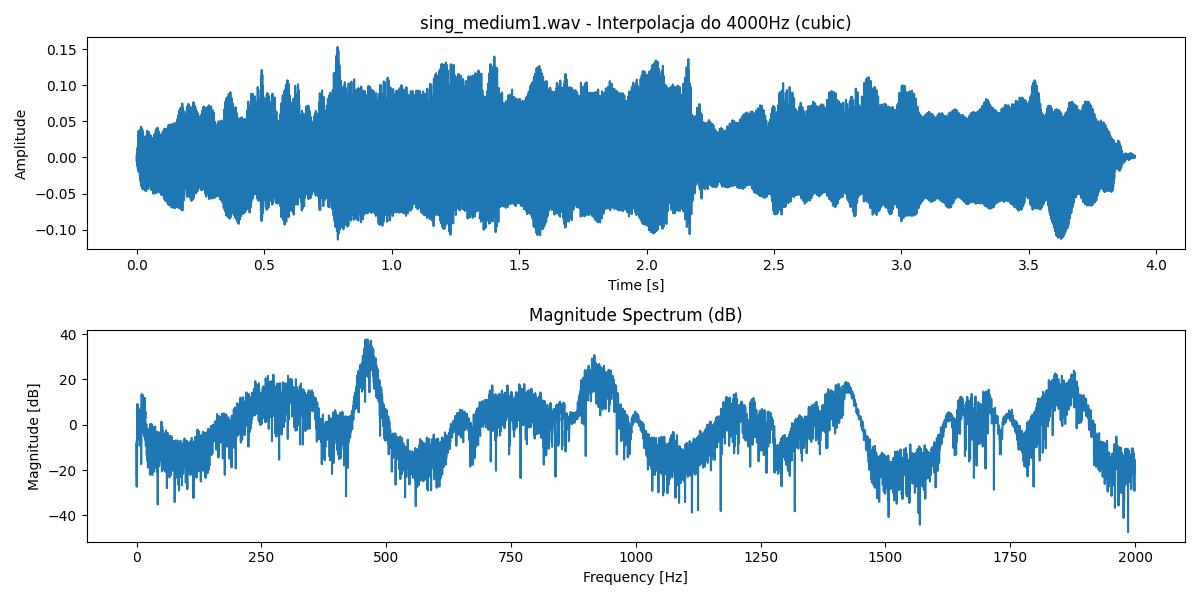 sing_medium1.wav - Interpolacja do 4000Hz (cubic)
0.15
0.10
0.05
0.00
−0.05
−0.10
Amplitude
0.0 0.5 1.0 1.5 2.0 2.5 3.0 3.5 4.0
Time [s]
Magnitude Spectrum (dB)
40
20
0
−20
−40
Magnitude [dB]
0 250 500 750 1000 1250 1500 1750 2000
Frequency [Hz]